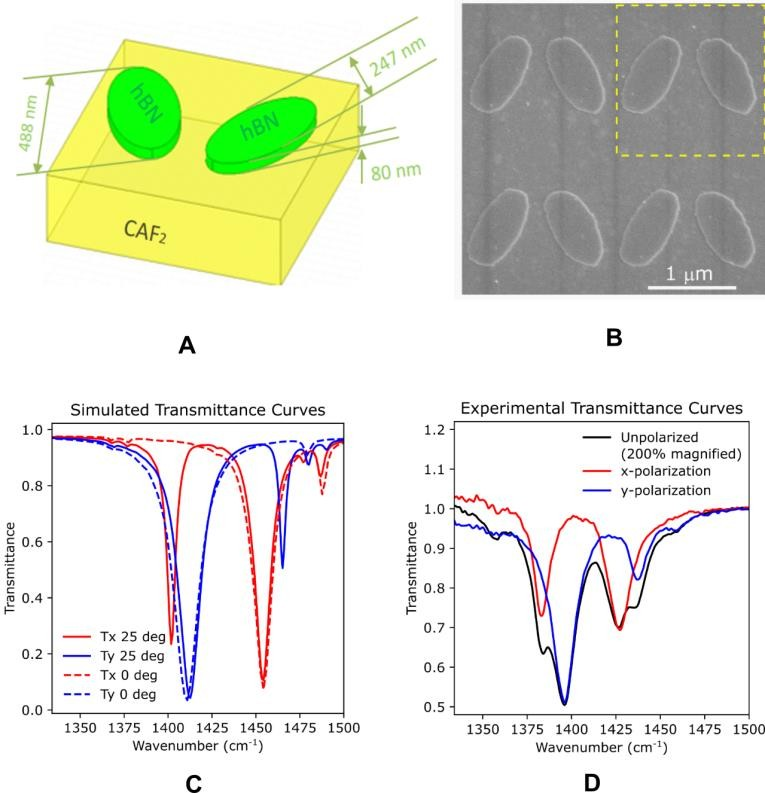 488 nm
hBN
hBN
247 nm
80 nm
CAF₂
A
1 μm
B
Simulated Transmittance Curves
Transmittance
1.0
0.8
0.6
0.4
0.2
0.0
Tx 25 deg
Ty 25 deg
Tx 0 deg
Ty 0 deg
1350 1375 1400 1425 1450 1475 1500
Wavenumber (cm⁻¹)
C
Experimental Transmittance Curves
Transmittance
1.2
1.1
1.0
0.9
0.8
0.7
0.6
0.5
Unpolarized
(200% magnified)
x-polarization
y-polarization
1350 1375 1400 1425 1450 1475 1500
Wavenumber (cm⁻¹)
D